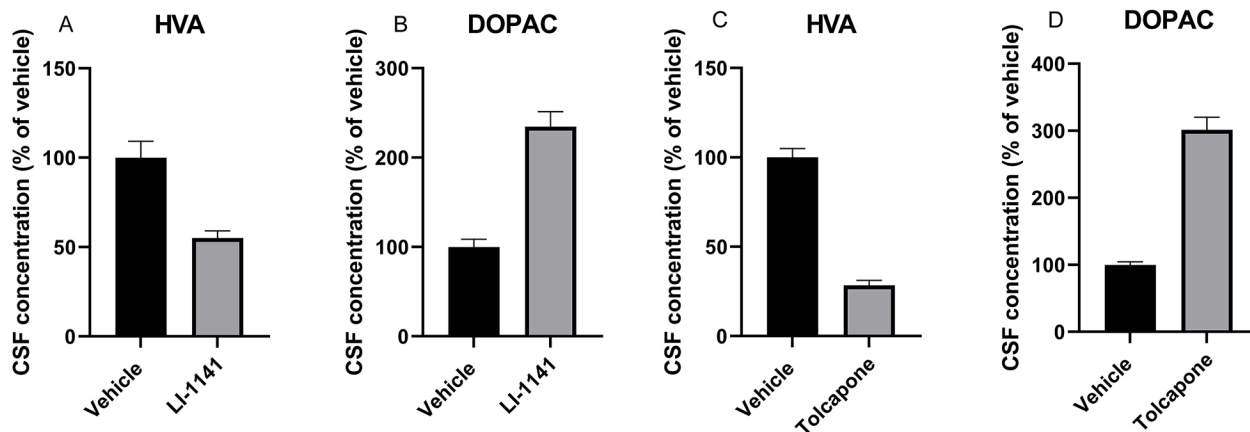 A
HVA
CSF concentration (% of vehicle)
150
100
50
0
Vehicle
LI-1141
B
DOPAC
CSF concentration (% of vehicle)
300
200
100
0
Vehicle
LI-1141
C
HVA
CSF concentration (% of vehicle)
150
100
50
0
Vehicle
Tolcapone
D
DOPAC
CSF concentration (% of vehicle)
400
300
200
100
0
Vehicle
Tolcapone